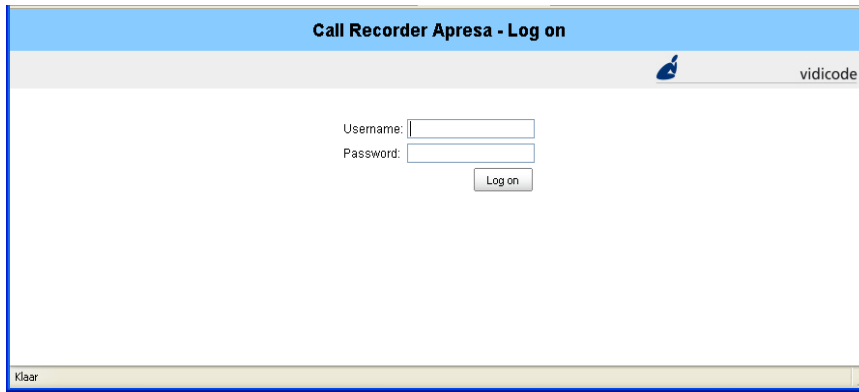 Call Recorder Apresa - Log on
vidicode
Username:
Password:
Log on
Klaar